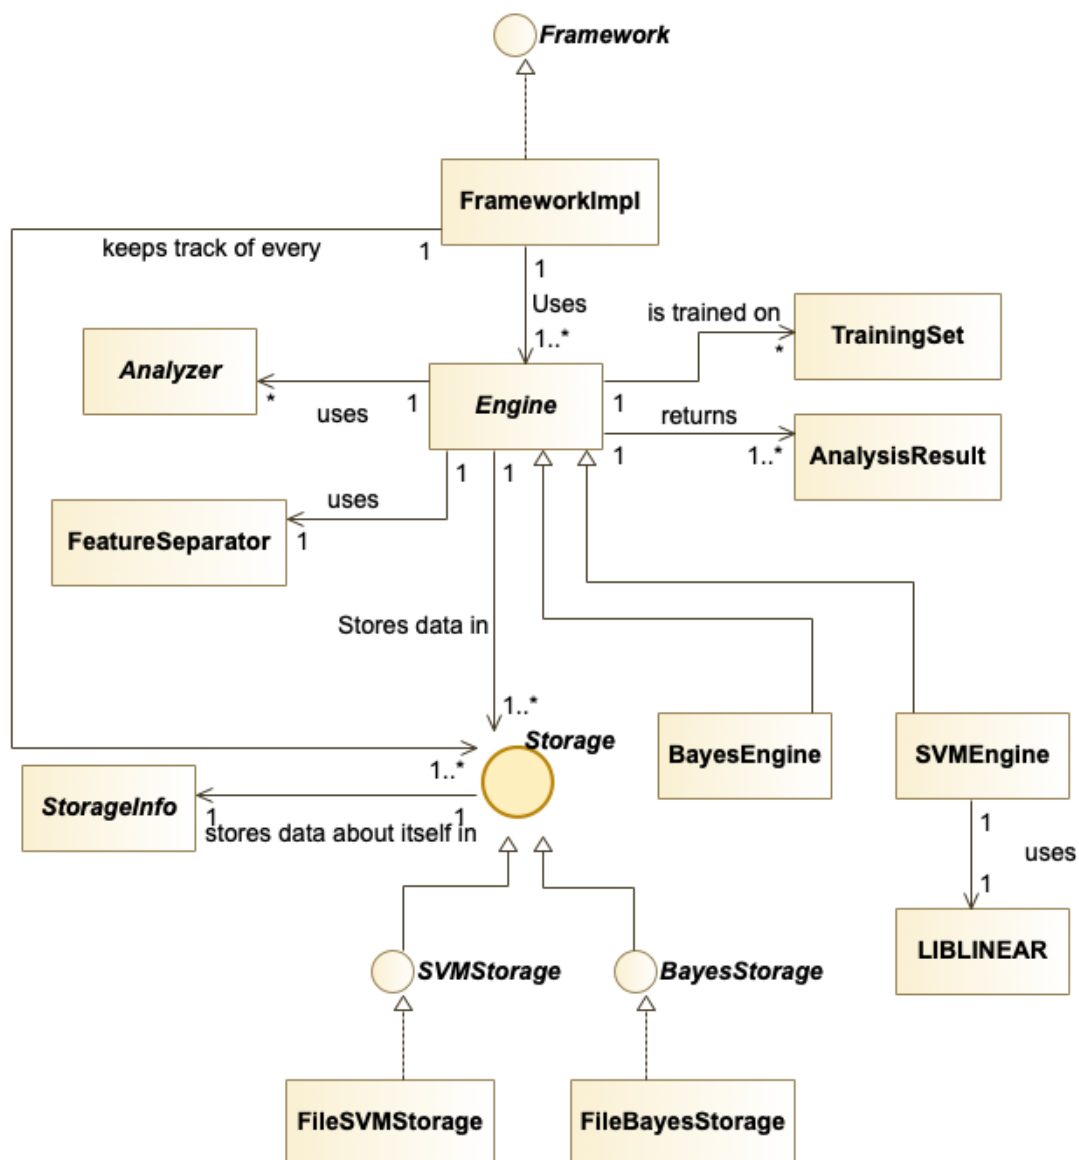 Framework
FrameworkImpl
keeps track of every
1
1
Uses
1..*
is trained on
*
TrainingSet
Analyzer
*
uses
1
Engine
1
returns
1
1..*
AnalysisResult
1
1
uses
1
FeatureSeparator
Stores data in
1..*
Storage
1..*
BayesEngine
SVMEngine
StorageInfo
1
1
stores data about itself in
1
uses
1
LIBLINEAR
SVMStorage
BayesStorage
FileSVMStorage
FileBayesStorage